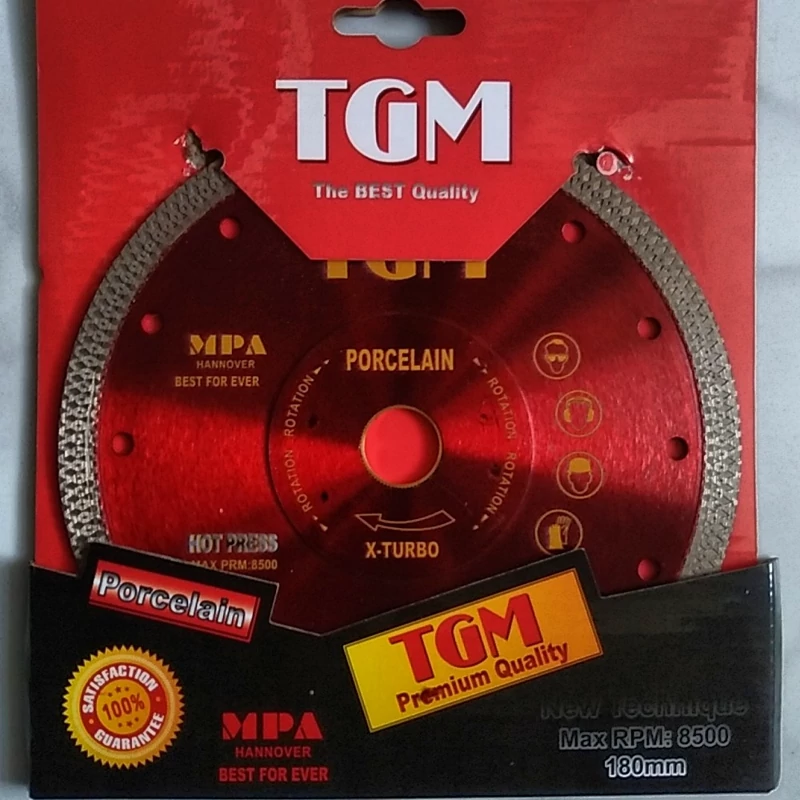 TGM
The BEST Quality
TGM
MPA
HANNOVER
BEST FOR EVER
PORCELAIN
ROTATION
ROTATION
ROTATION
ROTATION
X-TURBO
HOT PRESS
MAX PRM:8500
Porcelain
SATISFACTION
100%
GUARANTEE
TGM
Premium Quality
MPA
HANNOVER
BEST FOR EVER
New Technique
Max RPM: 8500
180mm